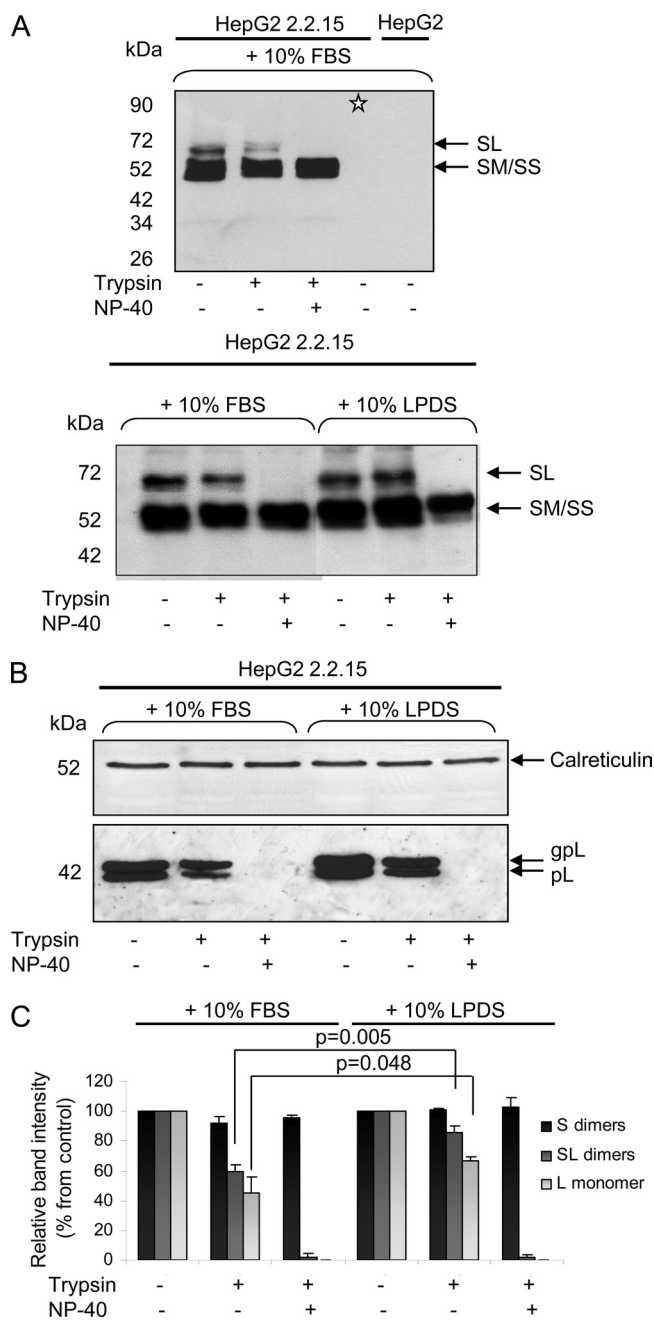 A
HepG2 2.2.15 HepG2
kDa
+ 10% FBS
90
72
52
42
34
26
SL
SM/SS
Trypsin - + + - -
NP-40 - - + - -
HepG2 2.2.15
+ 10% FBS + 10% LPDS
kDa
72
52
42
SL
SM/SS
Trypsin - + + - + +
NP-40 - - + - - +
B
HepG2 2.2.15
kDa
+ 10% FBS + 10% LPDS
52
Calreticulin
42
gpL
pL
Trypsin - + + - + +
NP-40 - - + - - +
C
+ 10% FBS + 10% LPDS
p=0.005
p=0.048
Relative band intensity
(% from control)
120
100
80
60
40
20
0
S dimers
SL dimers
L monomer
Trypsin - + + - + +
NP-40 - - + - - +